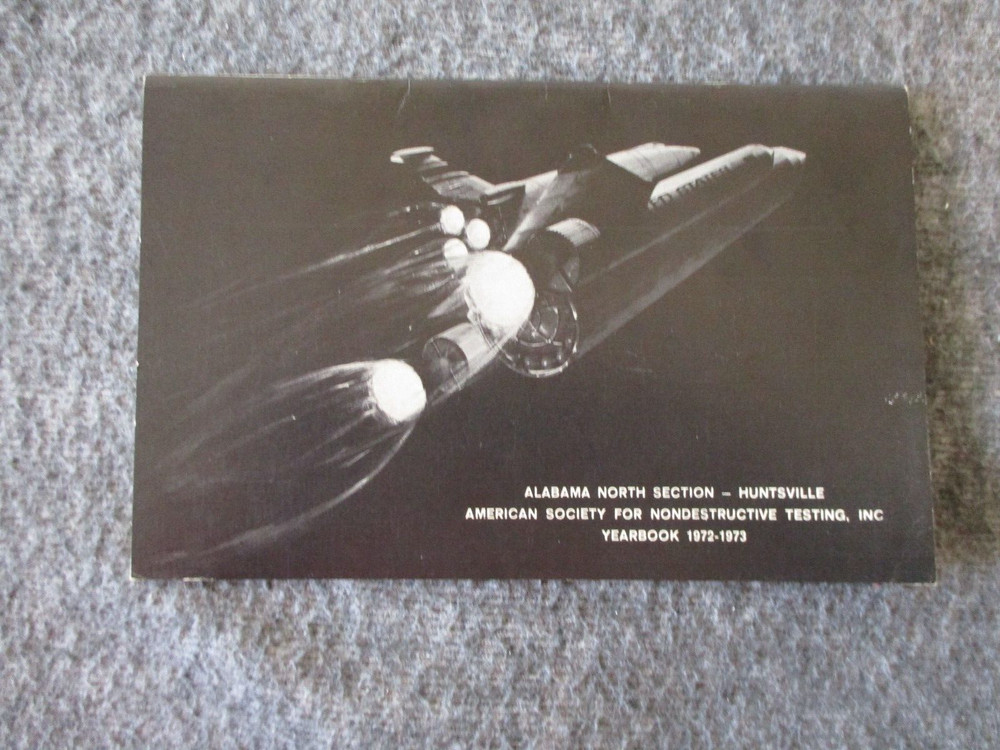 ALABAMA NORTH SECTION – HUNTSVILLE
AMERICAN SOCIETY FOR NONDESTRUCTIVE TESTING, INC
YEARBOOK 1972-1973